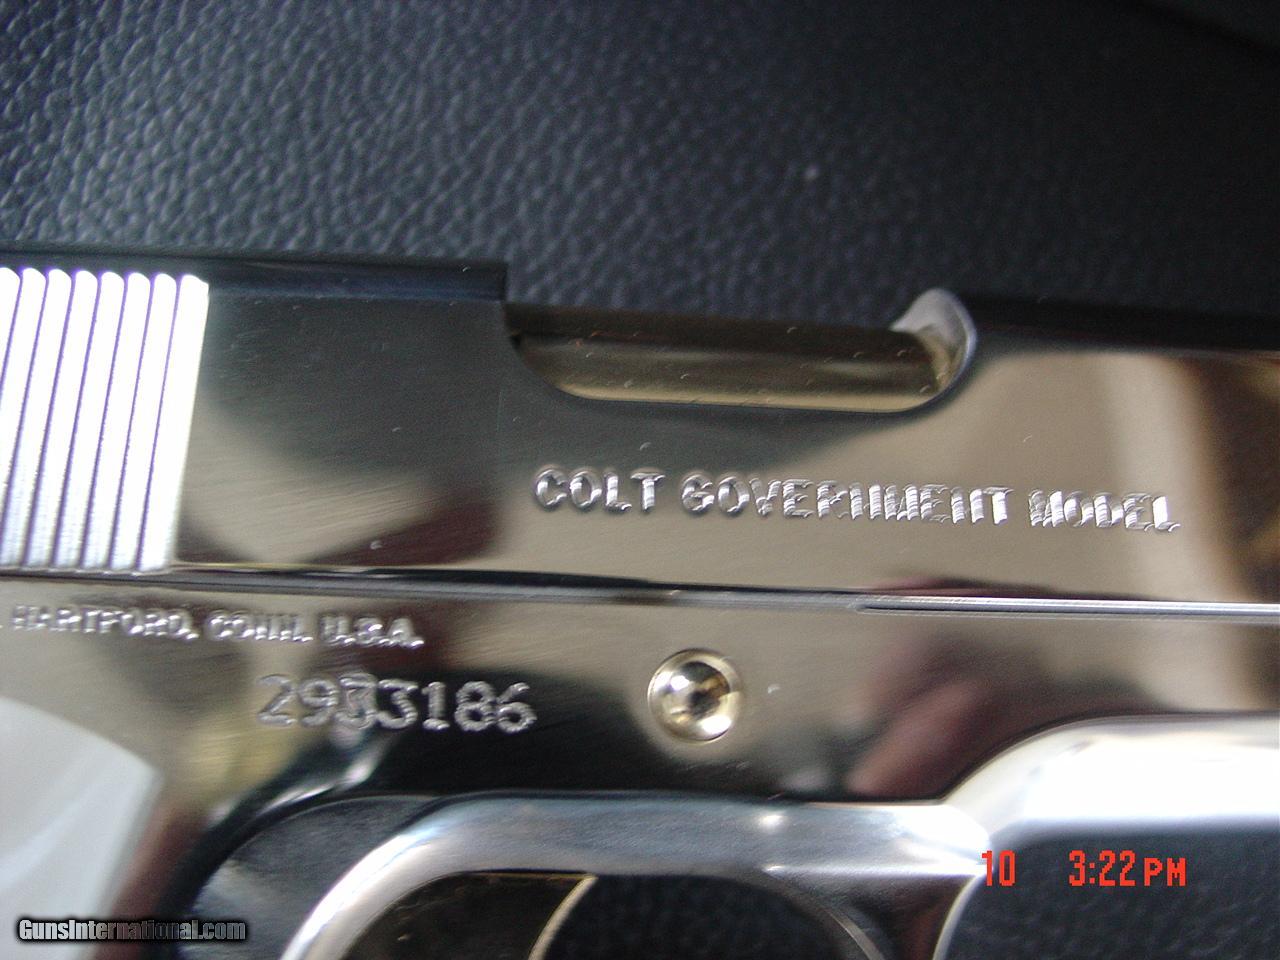 COLT GOVERNMENT MODEL
HARTFORD, CONN. U.S.A.
2933186
10 3:22 PM
GunsInternational.com